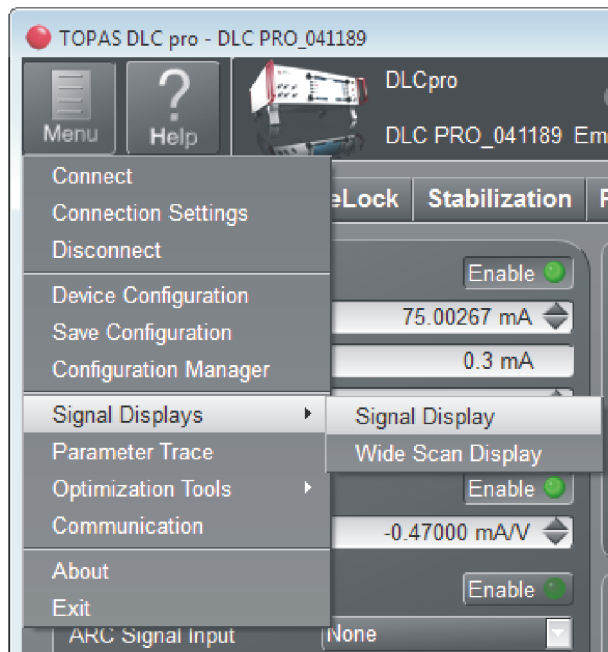 TOPAS DLC pro - DLC PRO_041189
Menu
Help
DLCpro
DLC PRO_041189 Em
Connect
Connection Settings
Disconnect
Device Configuration
Save Configuration
Configuration Manager
Signal Displays
Parameter Trace
Optimization Tools
Communication
About
Exit
eLock
Stabilization
Enable
75.00267 mA
0.3 mA
Signal Display
Wide Scan Display
Enable
-0.47000 mA/V
Enable
ARC Signal Input
None